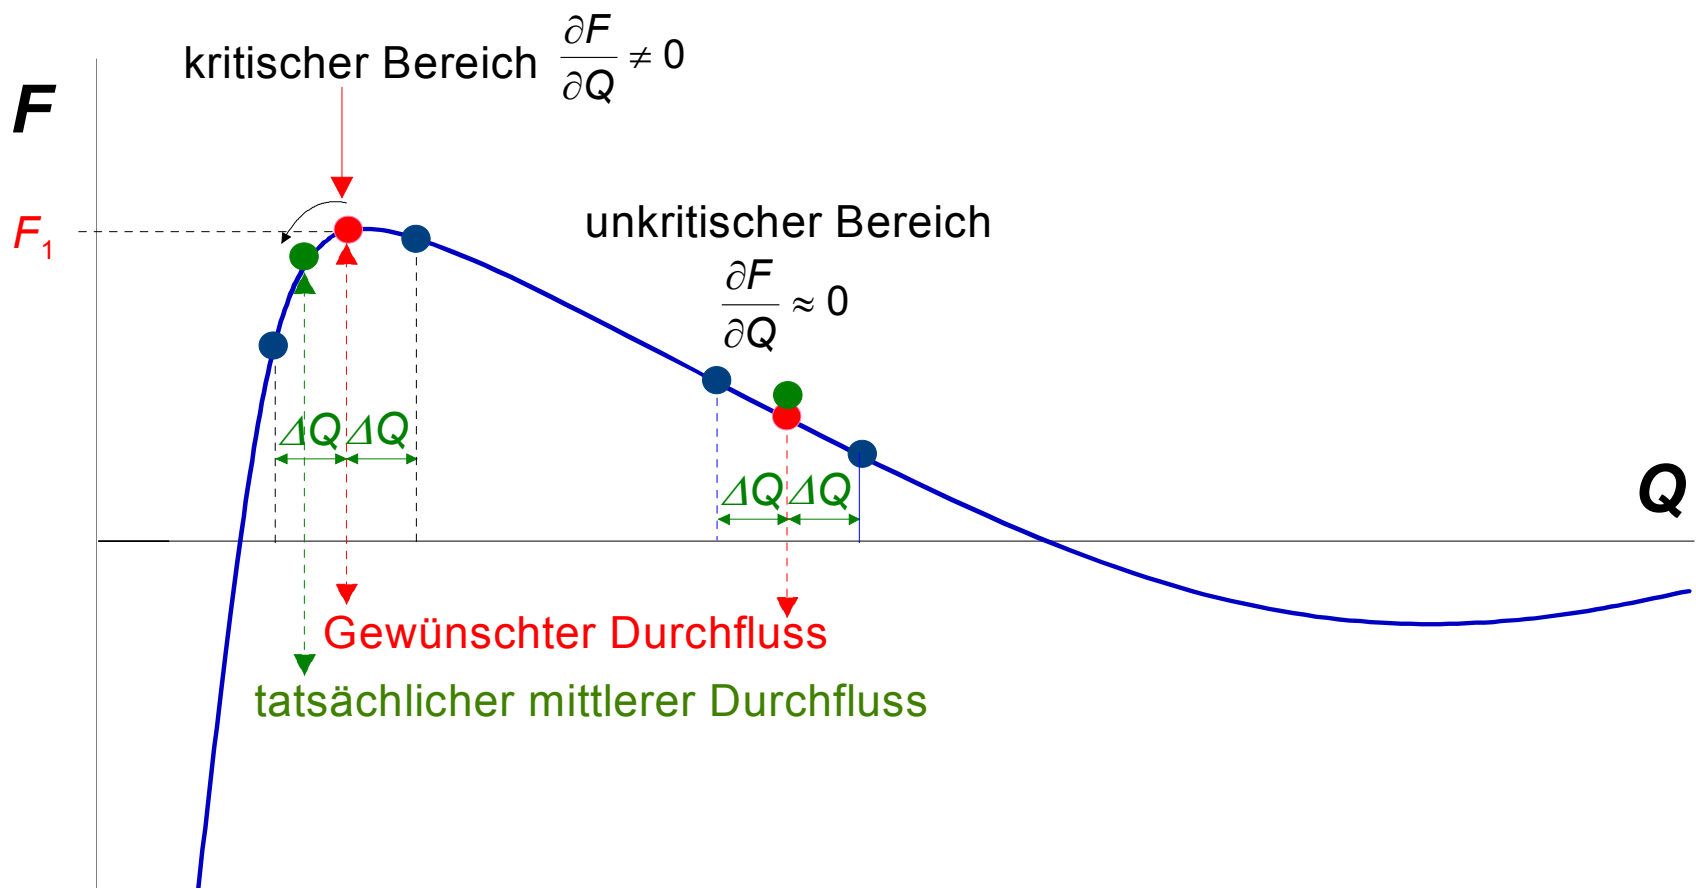 kritischer Bereich ∂F/∂Q ≠ 0
F
F₁
unkritischer Bereich
∂F/∂Q ≈ 0
ΔQ ΔQ
ΔQ ΔQ
Q
Gewünschter Durchfluss
tatsächlicher mittlerer Durchfluss